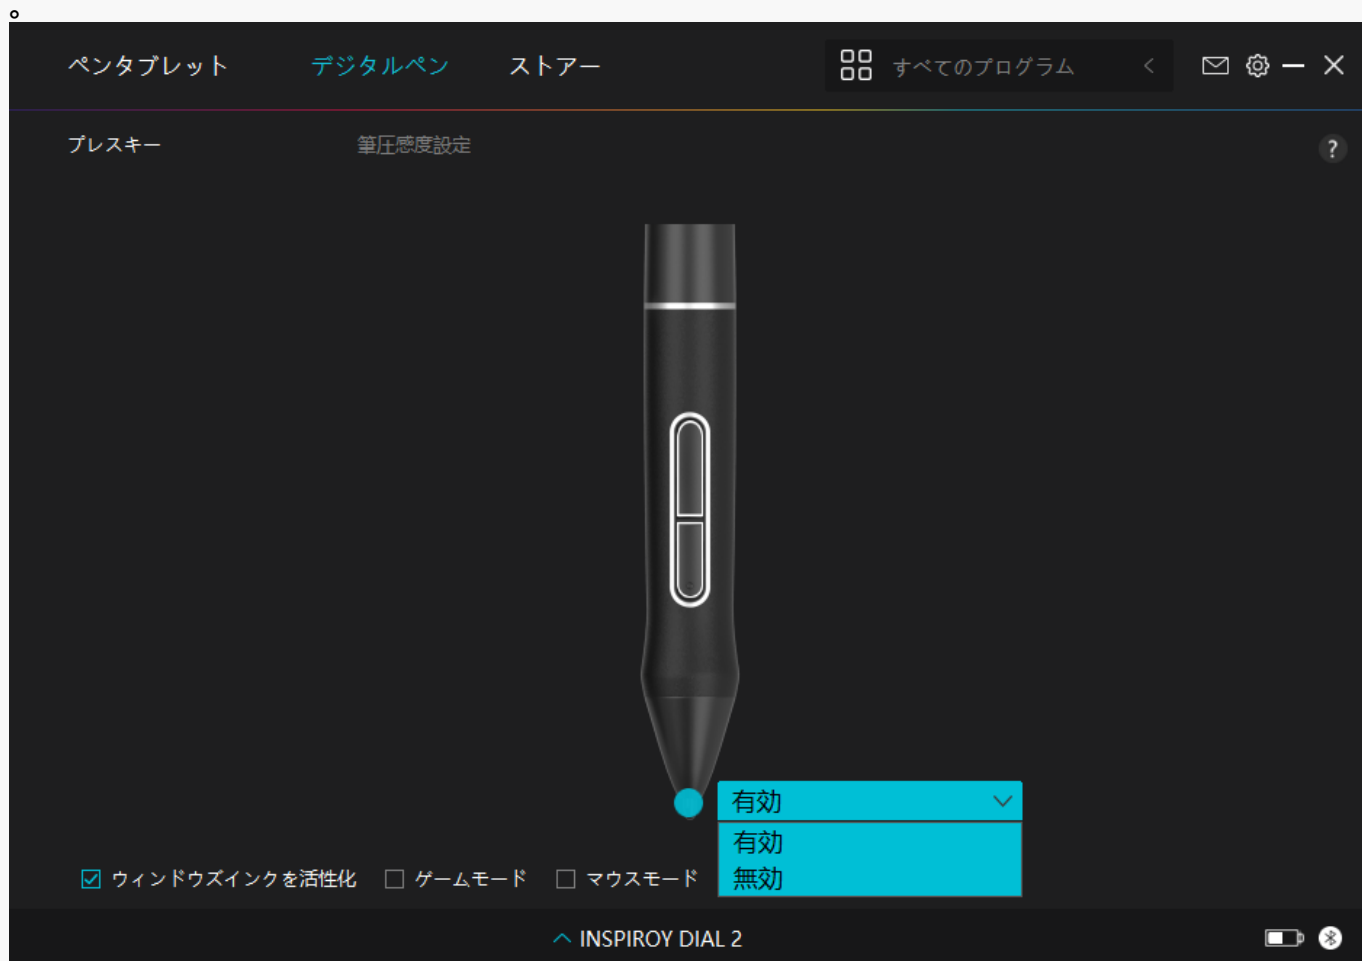 。
ペンタブレット デジタルペン ストアー すべてのプログラム
プレスキー 筆圧感度設定 ?
有効
有効
無効
ウィンドウズインクを活性化 ゲームモード マウスモード
INSPIROY DIAL 2